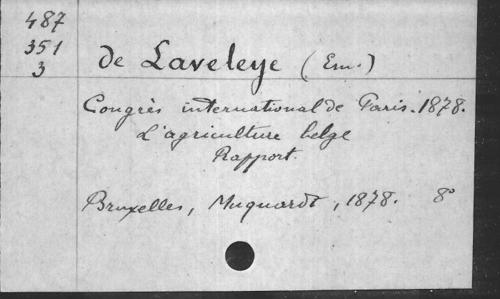 487
351
3
de Laveleye (Em.)
Congrès international de Paris. 1878.
L'agriculture belge
Rapport.
Bruxelles, Muquardt, 1878. 8°